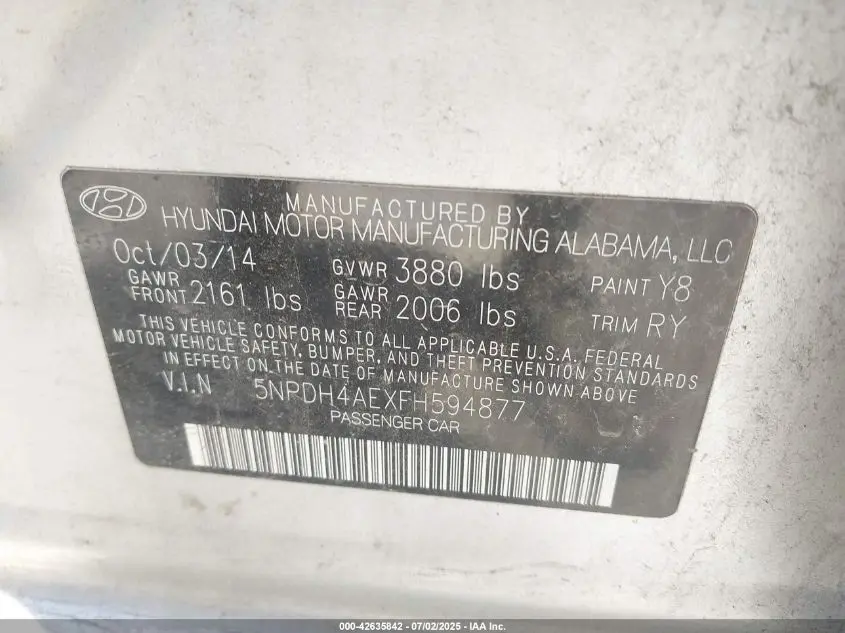 MANUFACTURED BY
HYUNDAI MOTOR MANUFACTURING ALABAMA, LLC
Oct/03/14 GVWR 3880 lbs PAINT Y8
GAWR FRONT 2161 lbs GAWR REAR 2006 lbs TRIM RY
THIS VEHICLE CONFORMS TO ALL APPLICABLE U.S.A. FEDERAL
MOTOR VEHICLE SAFETY, BUMPER, AND THEFT PREVENTION STANDARDS
IN EFFECT ON THE DATE OF MANUFACTURE SHOWN ABOVE
V.I.N 5NPDH4AEXFH594877
PASSENGER CAR
000-42635842 - 07/02/2025 - IAA Inc.